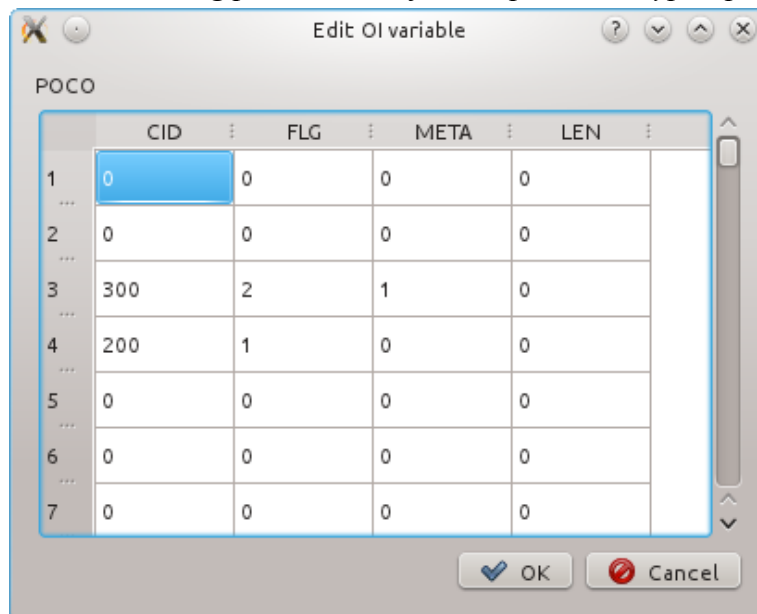 Edit OI variable
POCO
CID FLG META LEN
1 0 0 0 0
2 0 0 0 0
3 300 2 1 0
4 200 1 0 0
5 0 0 0 0
6 0 0 0 0
7 0 0 0 0
OK Cancel